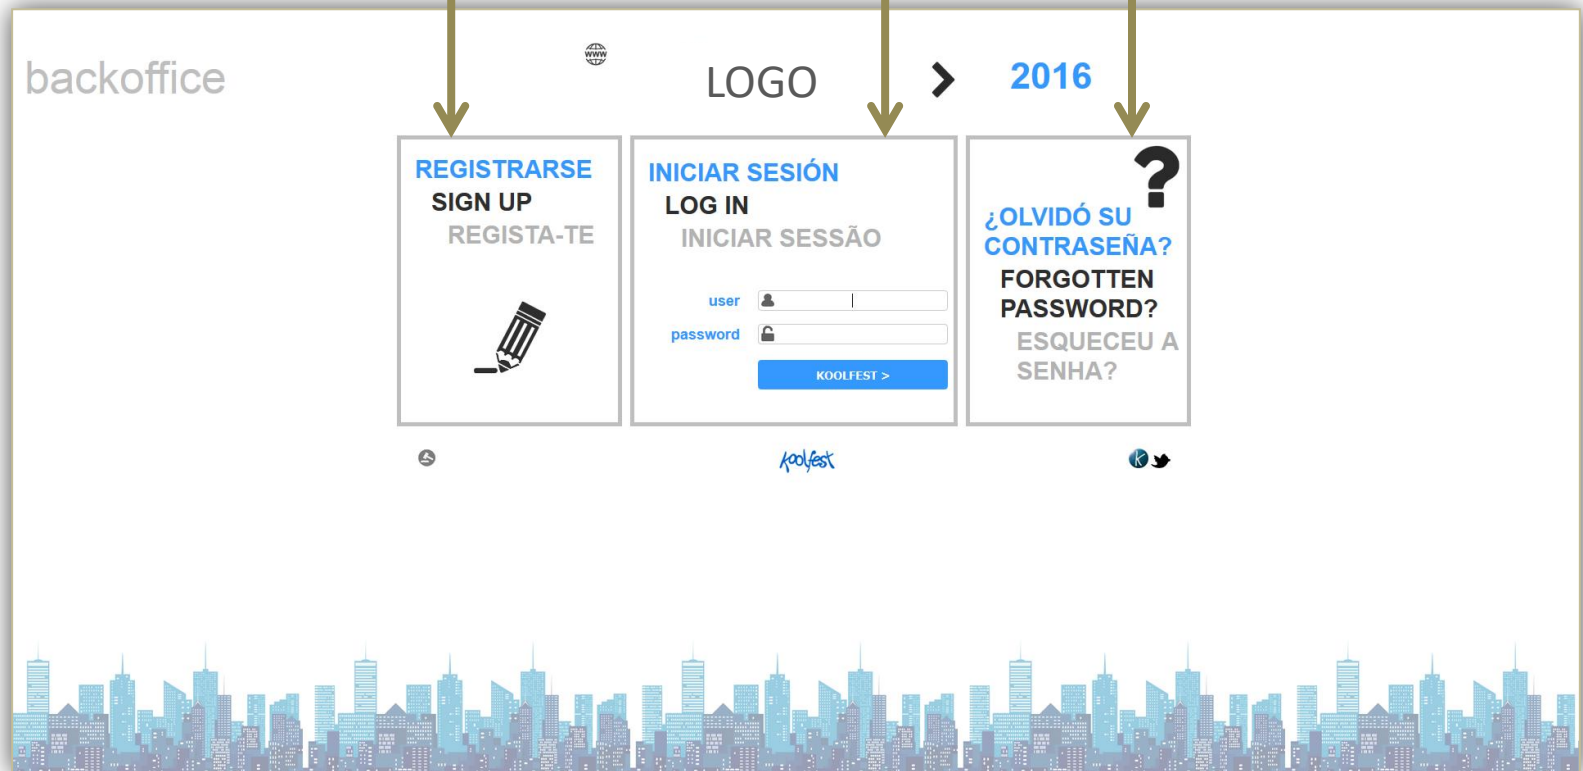 backoffice
www
LOGO
2016
REGISTRARSE
SIGN UP
REGISTA-TE
INICIAR SESIÓN
LOG IN
INICIAR SESSÃO
user
password
KOOLFEST >
?
¿OLVIDÓ SU
CONTRASEÑA?
FORGOTTEN
PASSWORD?
ESQUECEU A
SENHA?
koolfest
k